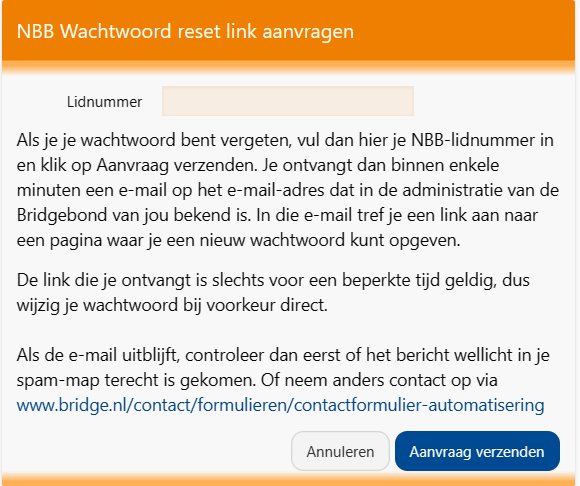 NBB Wachtwoord reset link aanvragen
Lidnummer
Als je je wachtwoord bent vergeten, vul dan hier je NBB-lidnummer in
en klik op Aanvraag verzenden. Je ontvangt dan binnen enkele
minuten een e-mail op het e-mail-adres dat in de administratie van de
Bridgebond van jou bekend is. In die e-mail tref je een link aan naar
een pagina waar je een nieuw wachtwoord kunt opgeven.
De link die je ontvangt is slechts voor een beperkte tijd geldig, dus
wijzig je wachtwoord bij voorkeur direct.
Als de e-mail uitblijft, controleer dan eerst of het bericht wellicht in je
spam-map terecht is gekomen. Of neem anders contact op via
www.bridge.nl/contact/formulieren/contactformulier-automatisering
Annuleren
Aanvraag verzenden